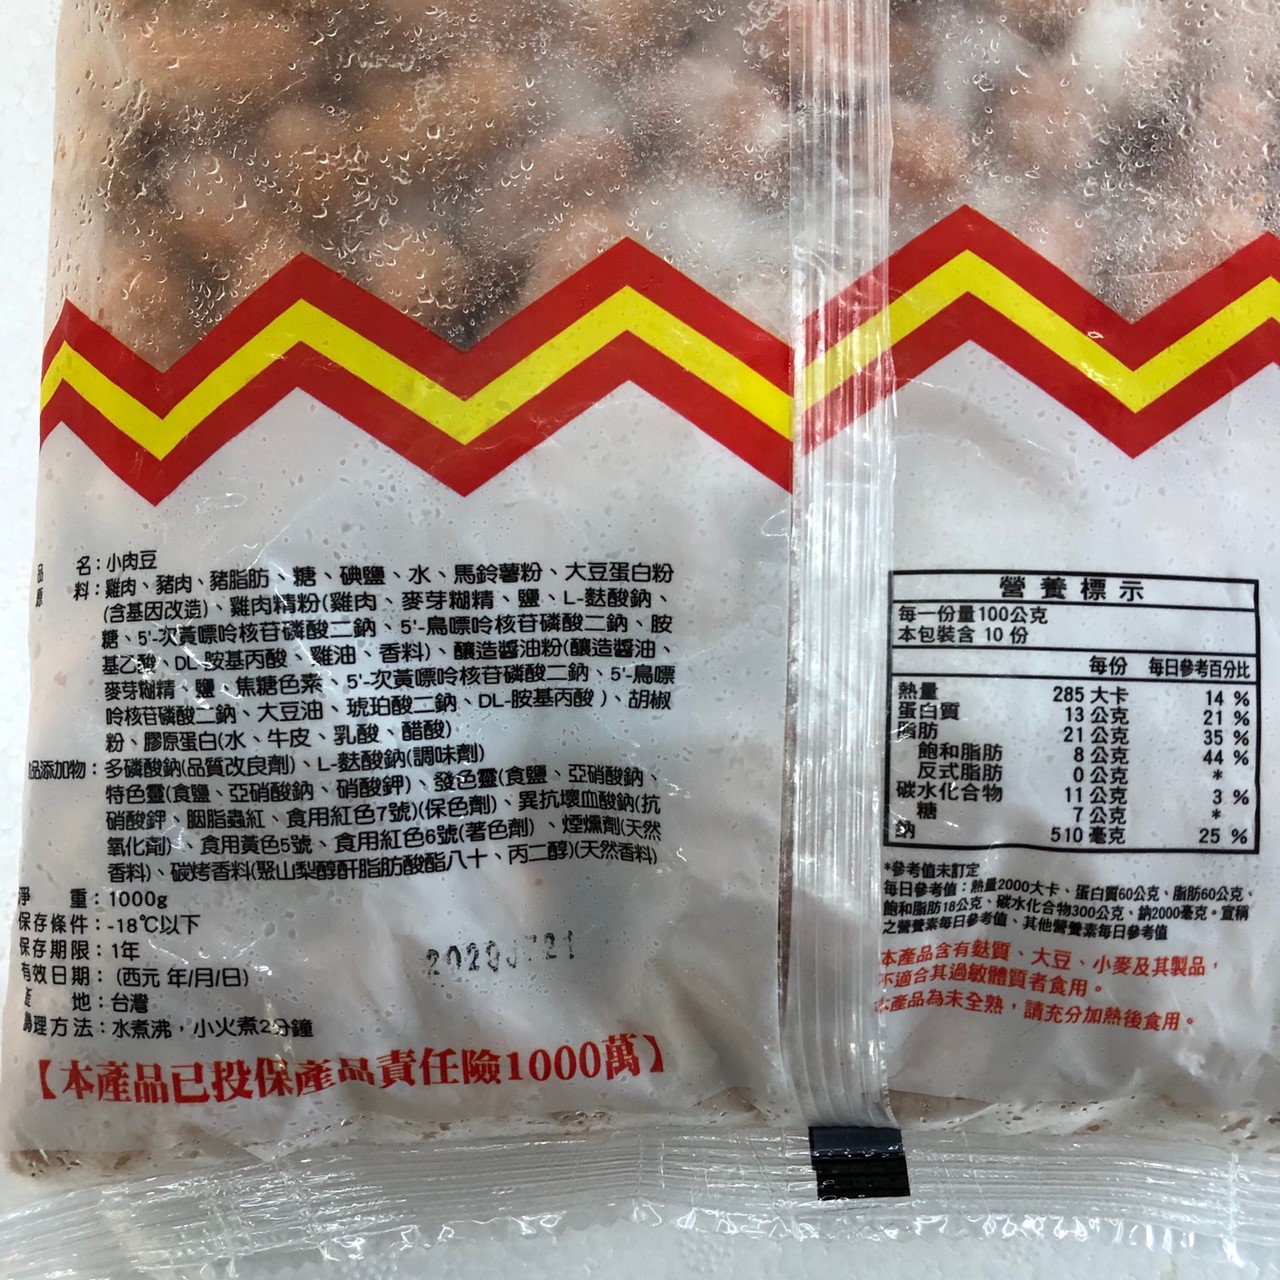 品　名：小肉豆
原　料：雞肉、豬肉、豬脂肪、糖、碘鹽、水、馬鈴薯粉、大豆蛋白粉
(含基因改造)、雞肉精粉(雞肉、麥芽糊精、鹽、L-麩酸鈉、
糖、5'-次黃嘌呤核苷磷酸二鈉、5'-鳥嘌呤核苷磷酸二鈉、胺
基乙酸、DL-胺基丙酸、雞油、香料)、釀造醬油粉(釀造醬油、
麥芽糊精、鹽、焦糖色素、5'-次黃嘌呤核苷磷酸二鈉、5'-鳥嘌
呤核苷磷酸二鈉、大豆油、琥珀酸二鈉、DL-胺基丙酸)、胡椒
粉、膠原蛋白(水、牛皮、乳酸、醋酸)
品添加物：多磷酸鈉(品質改良劑)、L-麩酸鈉(調味劑)
特色靈(食鹽、亞硝酸鈉、硝酸鉀)、發色靈(食鹽、亞硝酸鈉、
硝酸鉀、胭脂蟲紅、食用紅色7號)(保色劑)、異抗壞血酸鈉(抗
氧化劑)、食用黃色5號、食用紅色6號(著色劑)、煙燻劑(天然
香料)、碳烤香料(聚山梨醇酐脂肪酸酯八十、丙二醇)(天然香料)
淨　重：1000g
保存條件：-18℃以下
保存期限：1年
有效日期：(西元 年/月/日)
產　地：台灣
調理方法：水煮沸，小火煮2分鐘
【本產品已投保產品責任險1000萬】
營養標示
每一份量100公克
本包裝含 10 份
每份 每日參考百分比
熱量 285 大卡 14 %
蛋白質 13 公克 21 %
脂肪 21 公克 35 %
飽和脂肪 8 公克 44 %
反式脂肪 0 公克 *
碳水化合物 11 公克 3 %
糖 7 公克 *
鈉 510 毫克 25 %
*參考值未訂定
每日參考值：熱量2000大卡、蛋白質60公克、脂肪60公克、
飽和脂肪18公克、碳水化合物300公克、鈉2000毫克。宣稱
之營養素每日參考值、其他營養素每日參考值
本產品含有麩質、大豆、小麥及其製品，
不適合其過敏體質者食用。
本產品為未全熟，請充分加熱後食用。